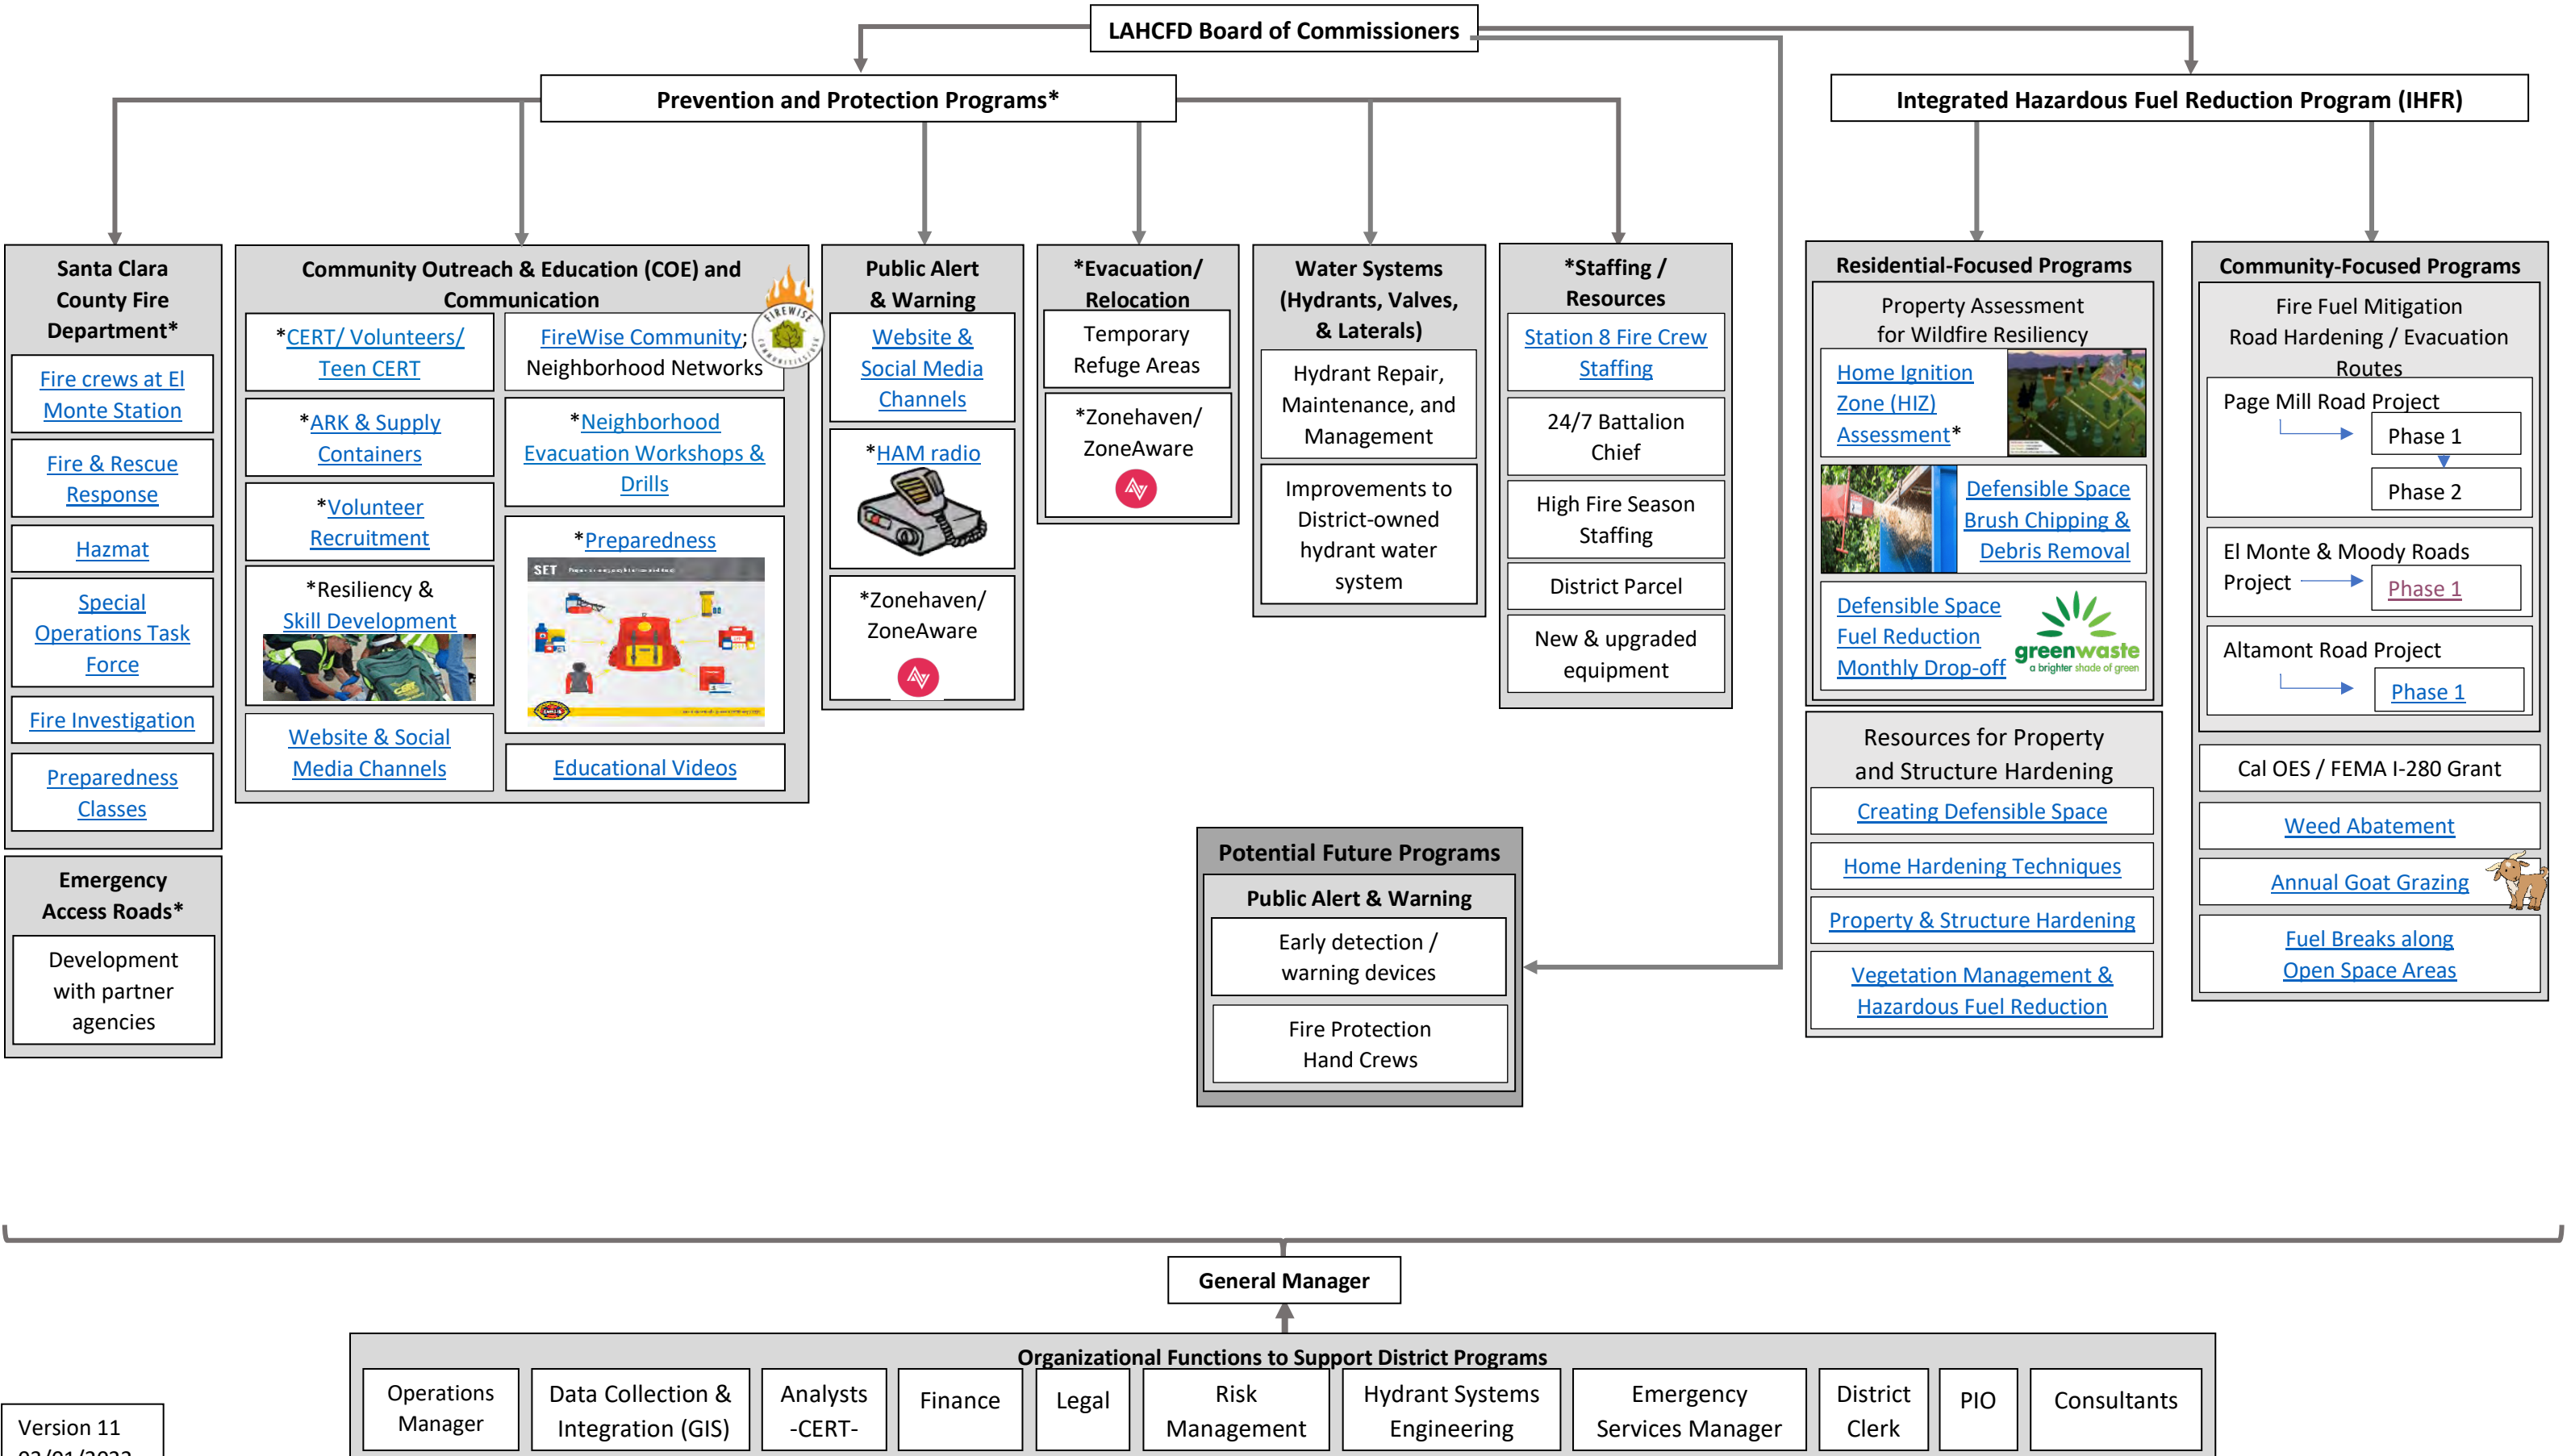 LAHCFD Board of Commissioners
Prevention and Protection Programs*
Integrated Hazardous Fuel Reduction Program (IHFR)
Santa Clara
County Fire
Department*
Fire crews at El
Monte Station
Fire & Rescue
Response
Hazmat
Special
Operations Task
Force
Fire Investigation
Preparedness
Classes
Emergency
Access Roads*
Development
with partner
agencies
Community Outreach & Education (COE) and
Communication
*CERT/ Volunteers/
Teen CERT
*ARK & Supply
Containers
*Volunteer
Recruitment
*Resiliency &
Skill Development
Website & Social
Media Channels
FireWise Community;
Neighborhood Networks
FIREWISE
*Neighborhood
Evacuation Workshops &
Drills
*Preparedness
SET
Educational Videos
Public Alert
& Warning
Website &
Social Media
Channels
*HAM radio
*Zonehaven/
ZoneAware
*Evacuation/
Relocation
Temporary
Refuge Areas
*Zonehaven/
ZoneAware
Water Systems
(Hydrants, Valves,
& Laterals)
Hydrant Repair,
Maintenance, and
Management
Improvements to
District-owned
hydrant water
system
*Staffing /
Resources
Station 8 Fire Crew
Staffing
24/7 Battalion
Chief
High Fire Season
Staffing
District Parcel
New & upgraded
equipment
Potential Future Programs
Public Alert & Warning
Early detection /
warning devices
Fire Protection
Hand Crews
Residential-Focused Programs
Property Assessment
for Wildfire Resiliency
Home Ignition
Zone (HIZ)
Assessment*
Defensible Space
Brush Chipping &
Debris Removal
Defensible Space
Fuel Reduction
Monthly Drop-off
greenwaste
a brighter shade of green
Resources for Property
and Structure Hardening
Creating Defensible Space
Home Hardening Techniques
Property & Structure Hardening
Vegetation Management &
Hazardous Fuel Reduction
Community-Focused Programs
Fire Fuel Mitigation
Road Hardening / Evacuation
Routes
Page Mill Road Project
Phase 1
Phase 2
El Monte & Moody Roads
Project
Phase 1
Altamont Road Project
Phase 1
Cal OES / FEMA I-280 Grant
Weed Abatement
Annual Goat Grazing
Fuel Breaks along
Open Space Areas
General Manager
Organizational Functions to Support District Programs
Operations
Manager
Data Collection &
Integration (GIS)
Analysts
-CERT-
Finance
Legal
Risk
Management
Hydrant Systems
Engineering
Emergency
Services Manager
District
Clerk
PIO
Consultants
Version 11